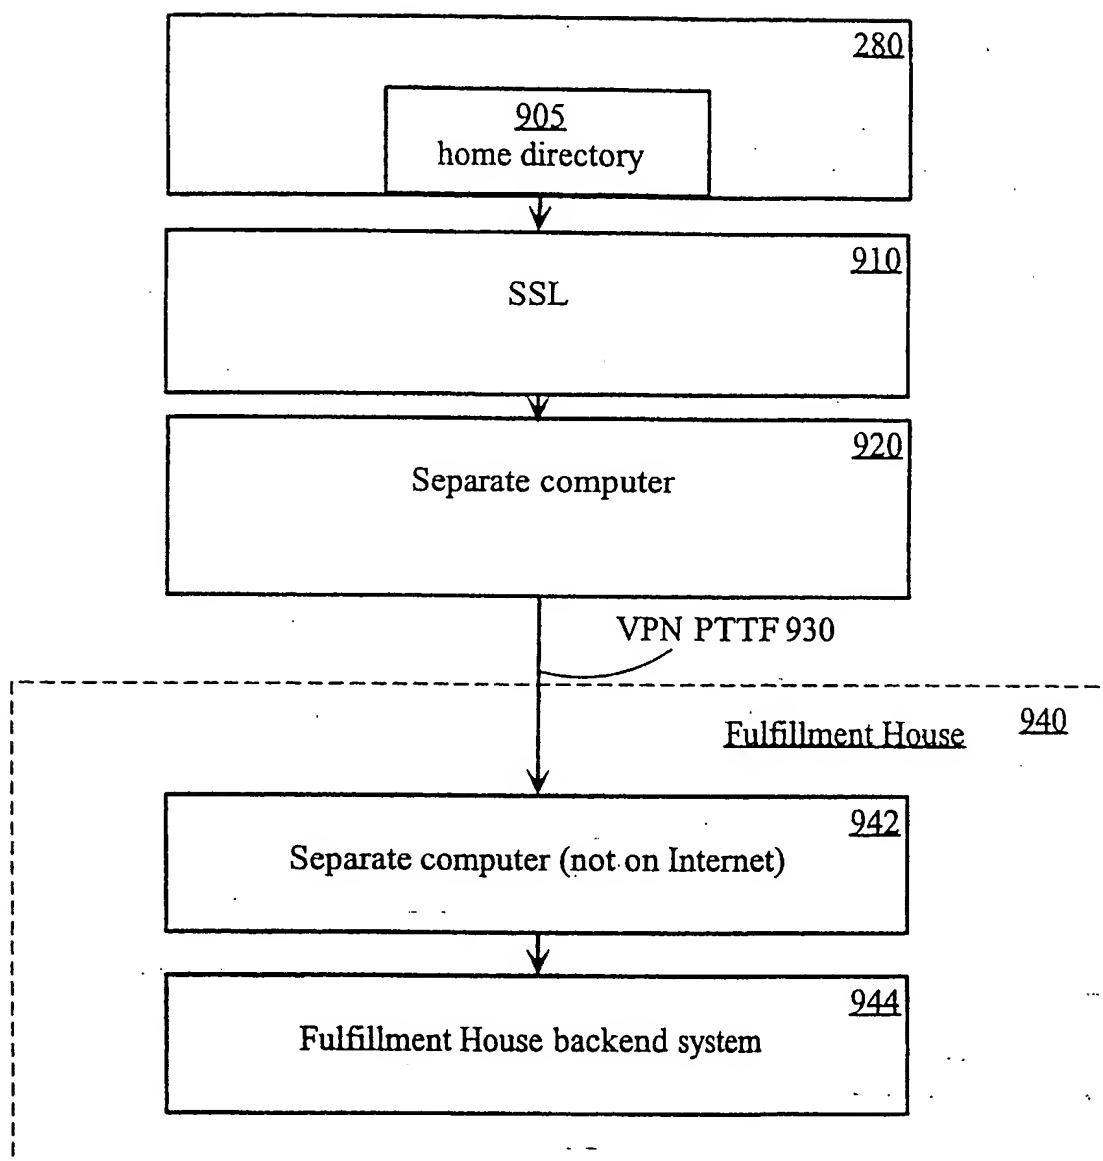 280
905
home directory
910
SSL
920
Separate computer
VPN PTTF 930
Fulfillment House 940
942
Separate computer (not on Internet)
944
Fulfillment House backend system